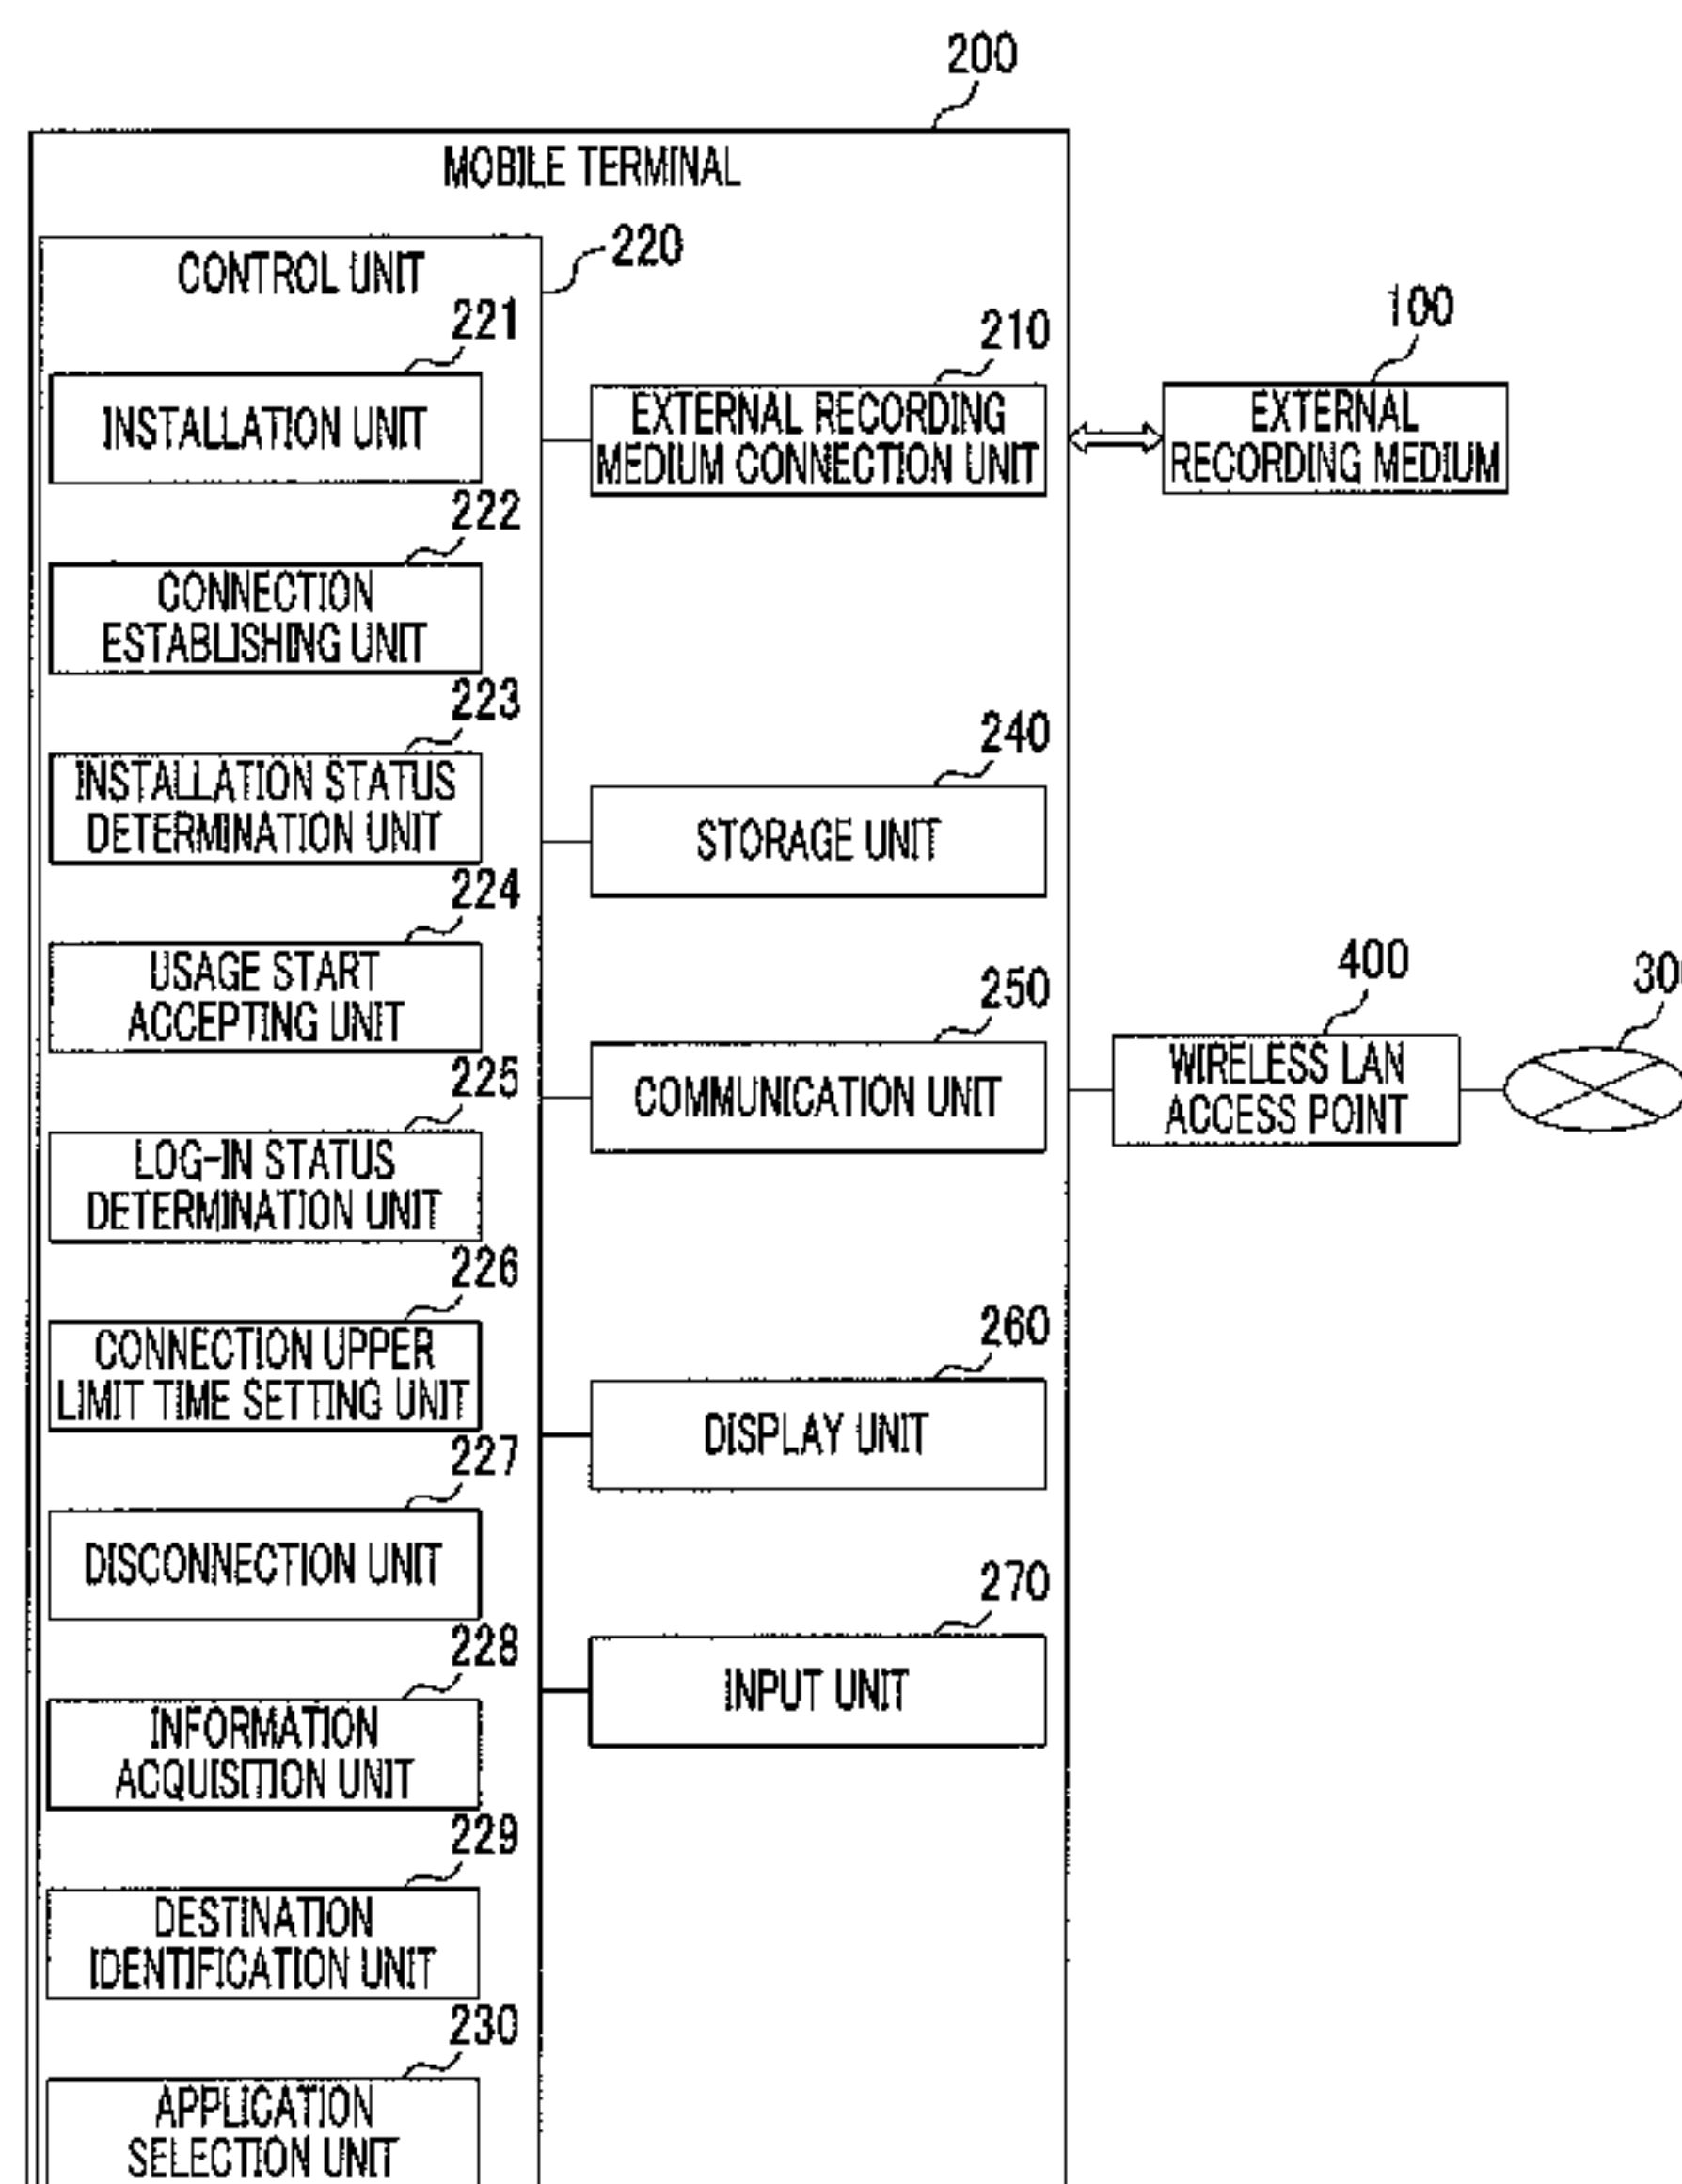 200
MOBILE TERMINAL
220
CONTROL UNIT
221
INSTALLATION UNIT
210
EXTERNAL RECORDING
MEDIUM CONNECTION UNIT
100
EXTERNAL
RECORDING MEDIUM
222
CONNECTION
ESTABLISHING UNIT
223
INSTALLATION STATUS
DETERMINATION UNIT
240
STORAGE UNIT
224
USAGE START
ACCEPTING UNIT
250
COMMUNICATION UNIT
400
WIRELESS LAN
ACCESS POINT
225
LOG-IN STATUS
DETERMINATION UNIT
226
CONNECTION UPPER
LIMIT TIME SETTING UNIT
260
DISPLAY UNIT
227
DISCONNECTION UNIT
270
INPUT UNIT
228
INFORMATION
ACQUISITION UNIT
229
DESTINATION
IDENTIFICATION UNIT
230
APPLICATION
SELECTION UNIT